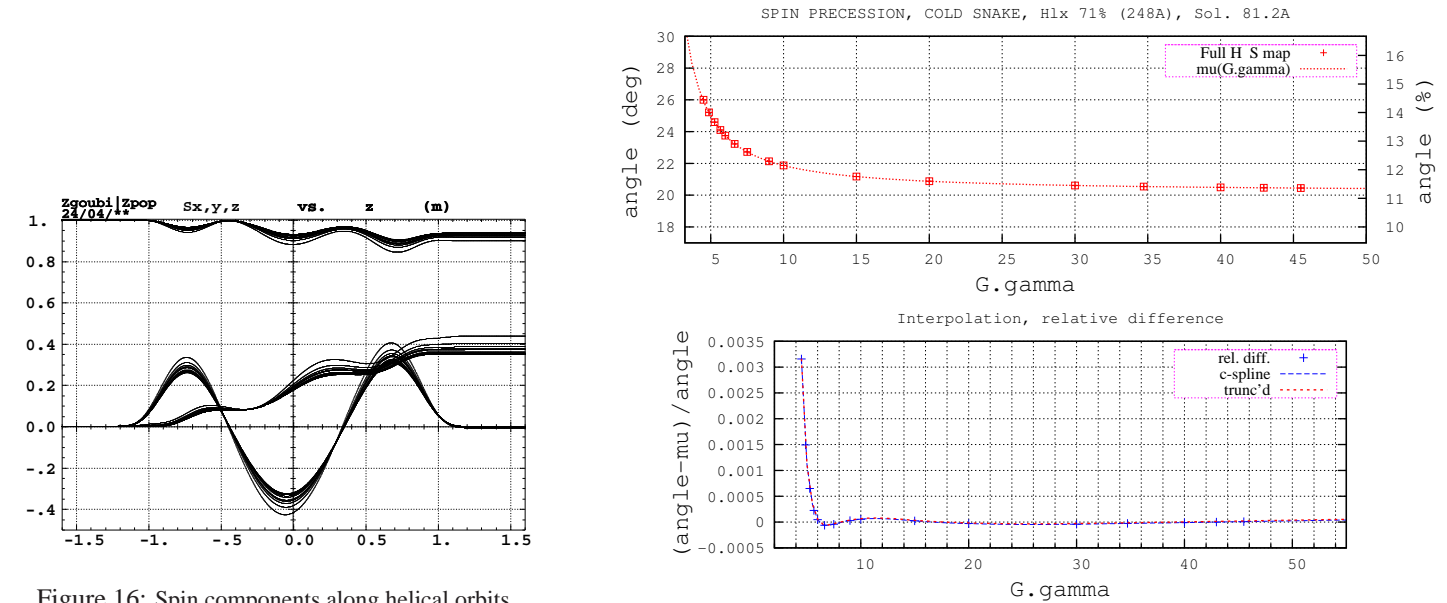 Zgoubi|Zpop
24/04/**
Sx,y,z vs. z (m)
1.
0.8
0.6
0.4
0.2
0.0
-.2
-.4
-1.5 -1. -.5 0.0 0.5 1. 1.5
Figure 16: Spin components along helical orbits
SPIN PRECESSION, COLD SNAKE, Hlx 71% (248A), Sol. 81.2A
angle (deg)
30
28
26
24
22
20
18
Full H S map
mu(G.gamma)
16
15
14
13
12
11
10
angle (%)
5 10 15 20 25 30 35 40 45 50
G.gamma
Interpolation, relative difference
(angle-mu)/angle
0.0035
0.003
0.0025
0.002
0.0015
0.001
0.0005
0
-0.0005
rel. diff.
c-spline
trunc'd
10 20 30 40 50
G.gamma